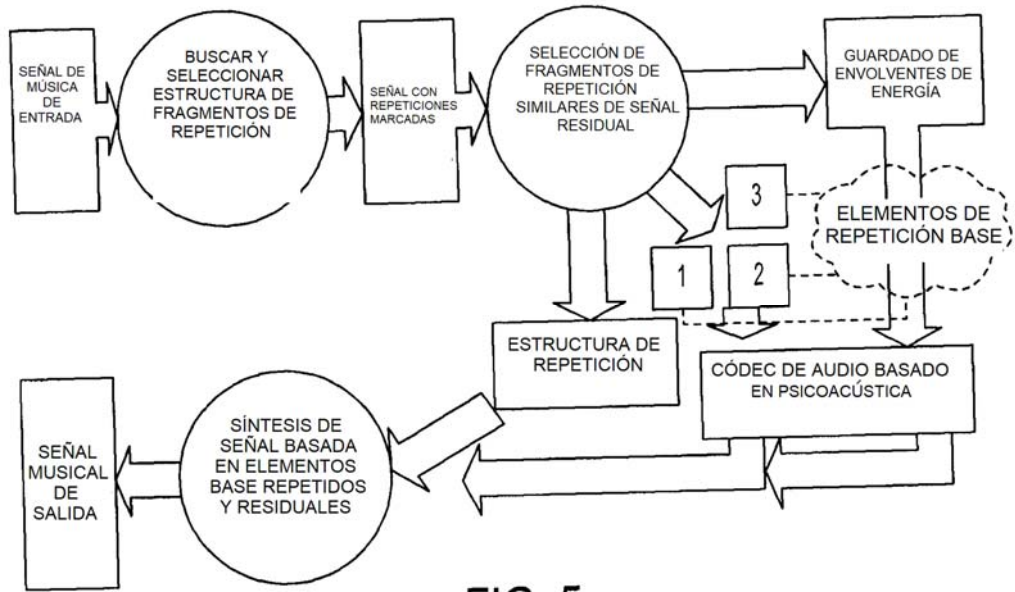 SEÑAL DE
MÚSICA
DE
ENTRADA
BUSCAR Y
SELECCIONAR
ESTRUCTURA DE
FRAGMENTOS DE
REPETICIÓN
SEÑAL CON
REPETICIONES
MARCADAS
SELECCIÓN DE
FRAGMENTOS DE
REPETICIÓN
SIMILARES DE SEÑAL
RESIDUAL
GUARDADO DE
ENVOLVENTES DE
ENERGÍA
3
1
2
ELEMENTOS DE
REPETICIÓN BASE
ESTRUCTURA DE
REPETICIÓN
CÓDEC DE AUDIO BASADO
EN PSICOACÚSTICA
SÍNTESIS DE
SEÑAL BASADA
EN ELEMENTOS
BASE REPETIDOS
Y RESIDUALES
SEÑAL
MUSICAL
DE
SALIDA
FIG. 5